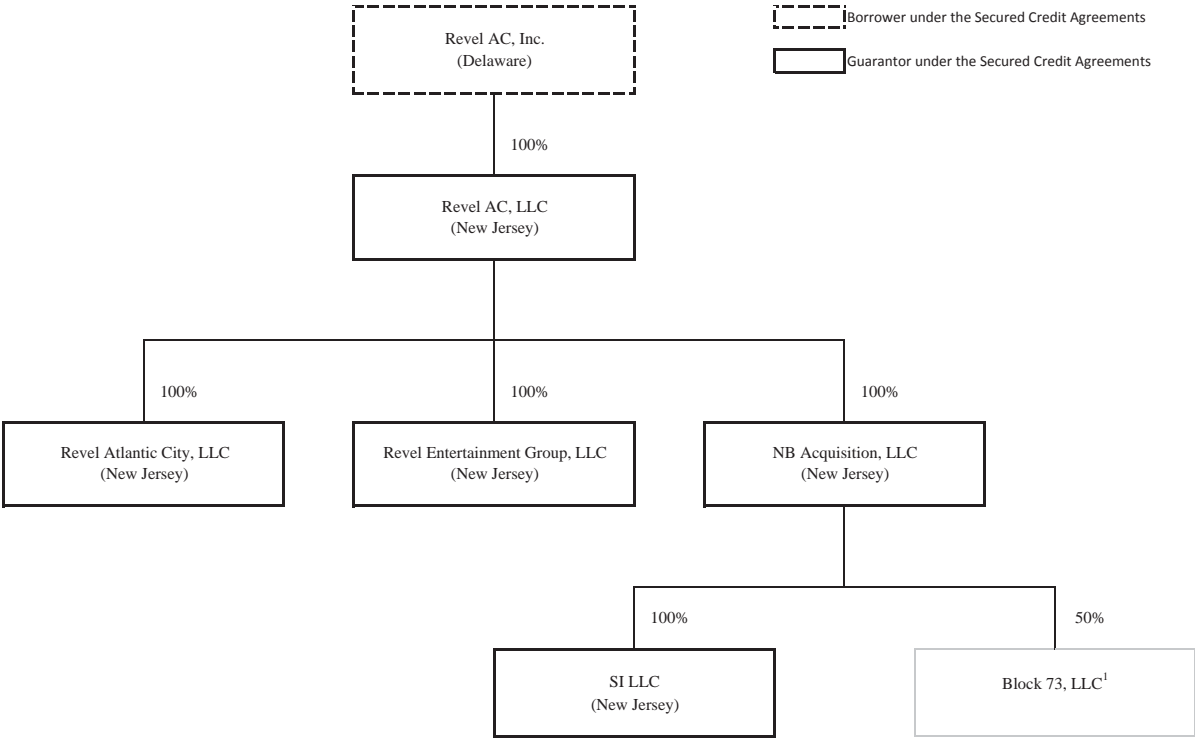 Revel AC, Inc.
(Delaware)
Borrower under the Secured Credit Agreements
Guarantor under the Secured Credit Agreements
100%
Revel AC, LLC
(New Jersey)
100%
100%
100%
Revel Atlantic City, LLC
(New Jersey)
Revel Entertainment Group, LLC
(New Jersey)
NB Acquisition, LLC
(New Jersey)
100%
50%
SI LLC
(New Jersey)
Block 73, LLC¹